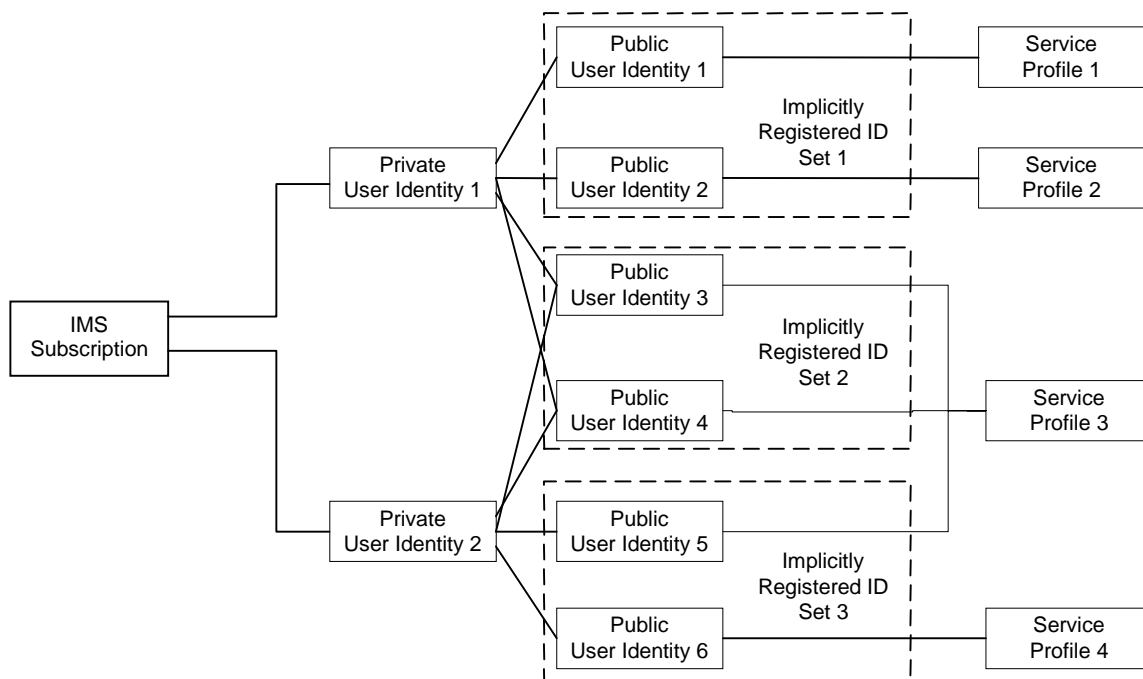 Public
User Identity 1
Service
Profile 1
Implicitly
Registered ID
Set 1
Private
User Identity 1
Public
User Identity 2
Service
Profile 2
Public
User Identity 3
IMS
Subscription
Implicitly
Registered ID
Set 2
Public
User Identity 4
Service
Profile 3
Private
User Identity 2
Public
User Identity 5
Implicitly
Registered ID
Set 3
Public
User Identity 6
Service
Profile 4